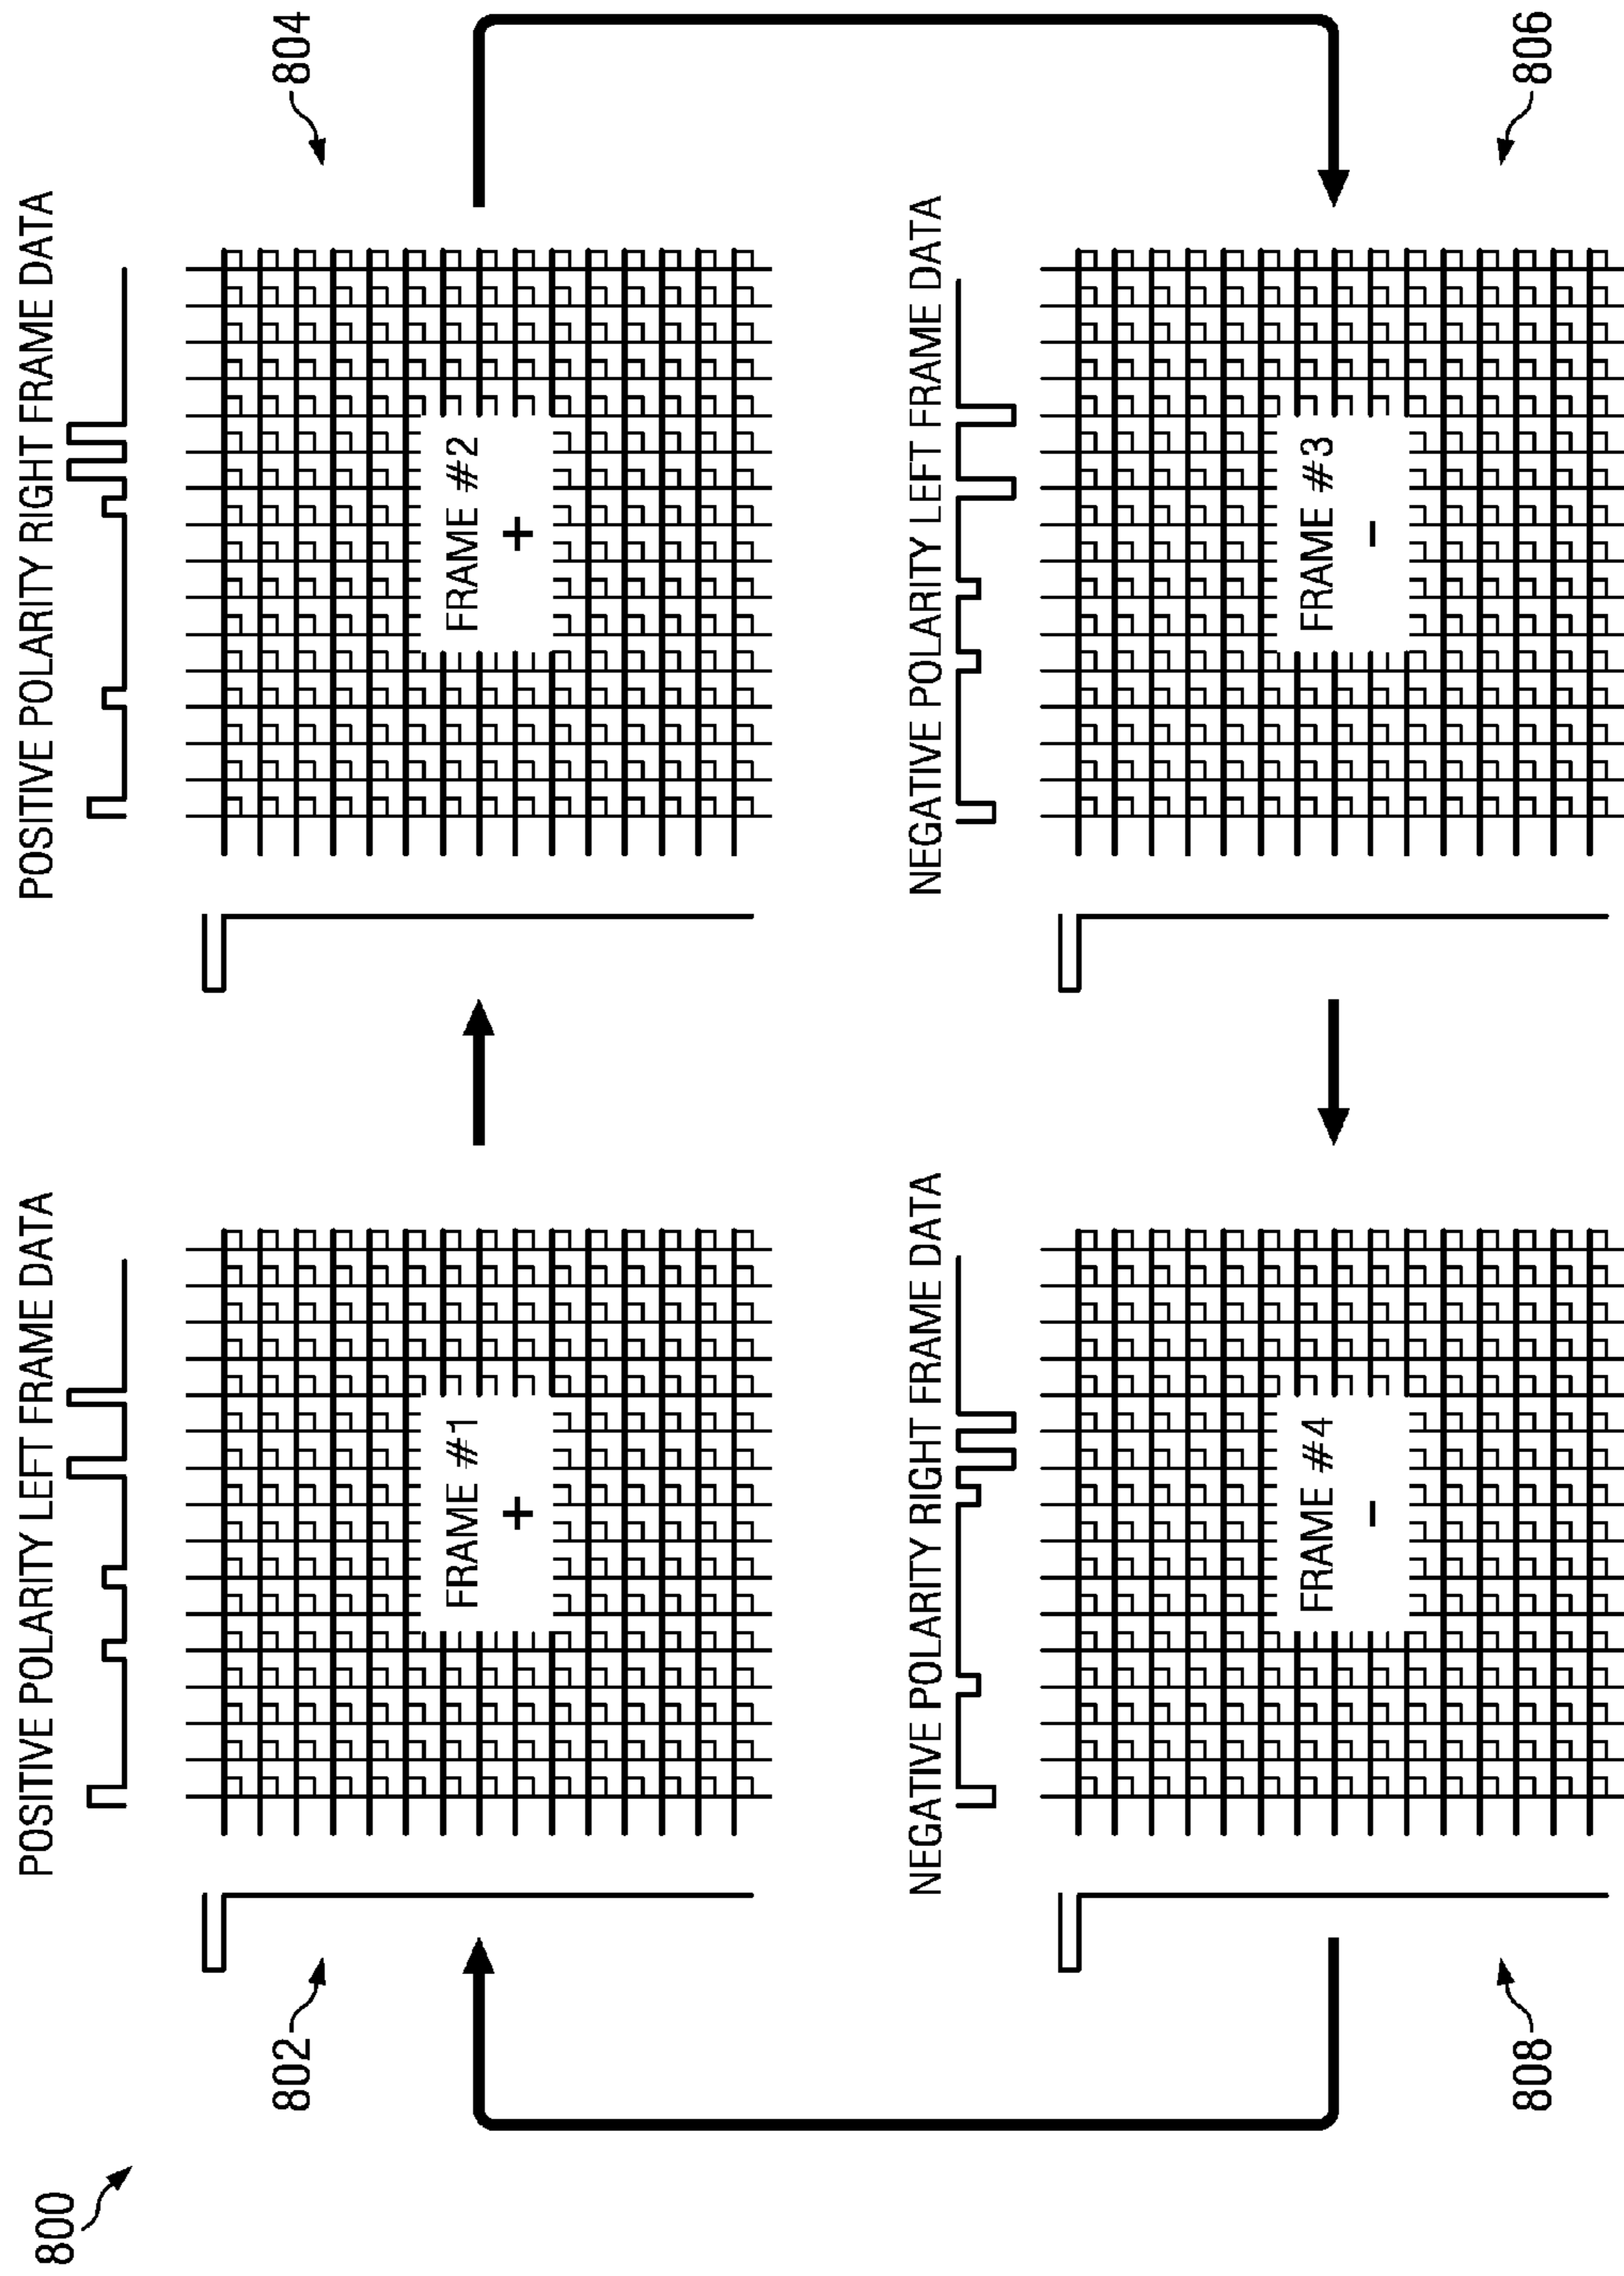 800
POSITIVE POLARITY LEFT FRAME DATA
802
FRAME #1
+
POSITIVE POLARITY RIGHT FRAME DATA
804
FRAME #2
+
NEGATIVE POLARITY RIGHT FRAME DATA
808
FRAME #4
-
NEGATIVE POLARITY LEFT FRAME DATA
806
FRAME #3
-